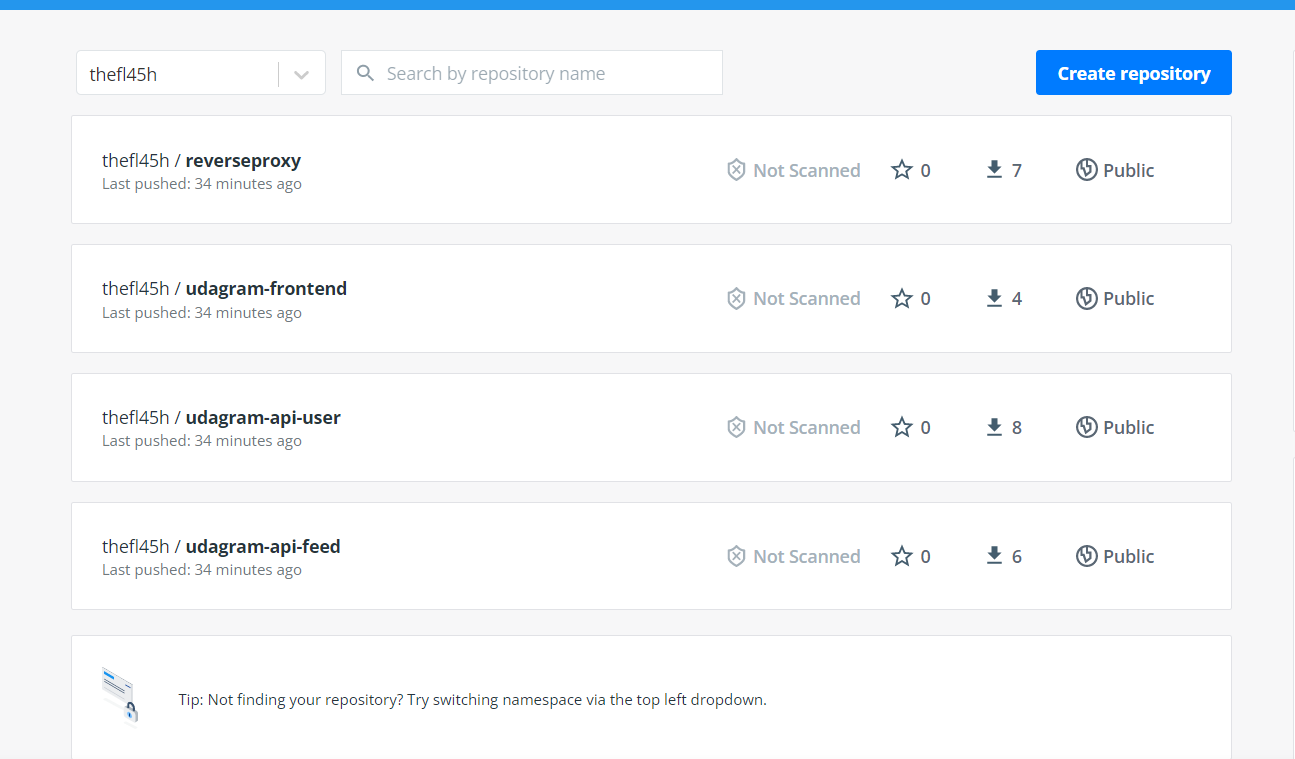 thefl45h
Search by repository name
Create repository
thefl45h / reverseproxy
Last pushed: 34 minutes ago
Not Scanned
0
7
Public
thefl45h / udagram-frontend
Last pushed: 34 minutes ago
Not Scanned
0
4
Public
thefl45h / udagram-api-user
Last pushed: 34 minutes ago
Not Scanned
0
8
Public
thefl45h / udagram-api-feed
Last pushed: 34 minutes ago
Not Scanned
0
6
Public
Tip: Not finding your repository? Try switching namespace via the top left dropdown.